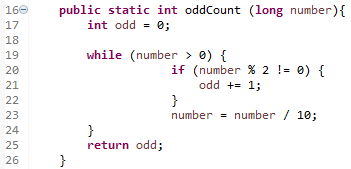 16 public static int oddCount (long number){
17 int odd = 0;
18
19 while (number > 0) {
20 if (number % 2 != 0) {
21 odd += 1;
22 }
23 number = number / 10;
24 }
25 return odd;
26 }